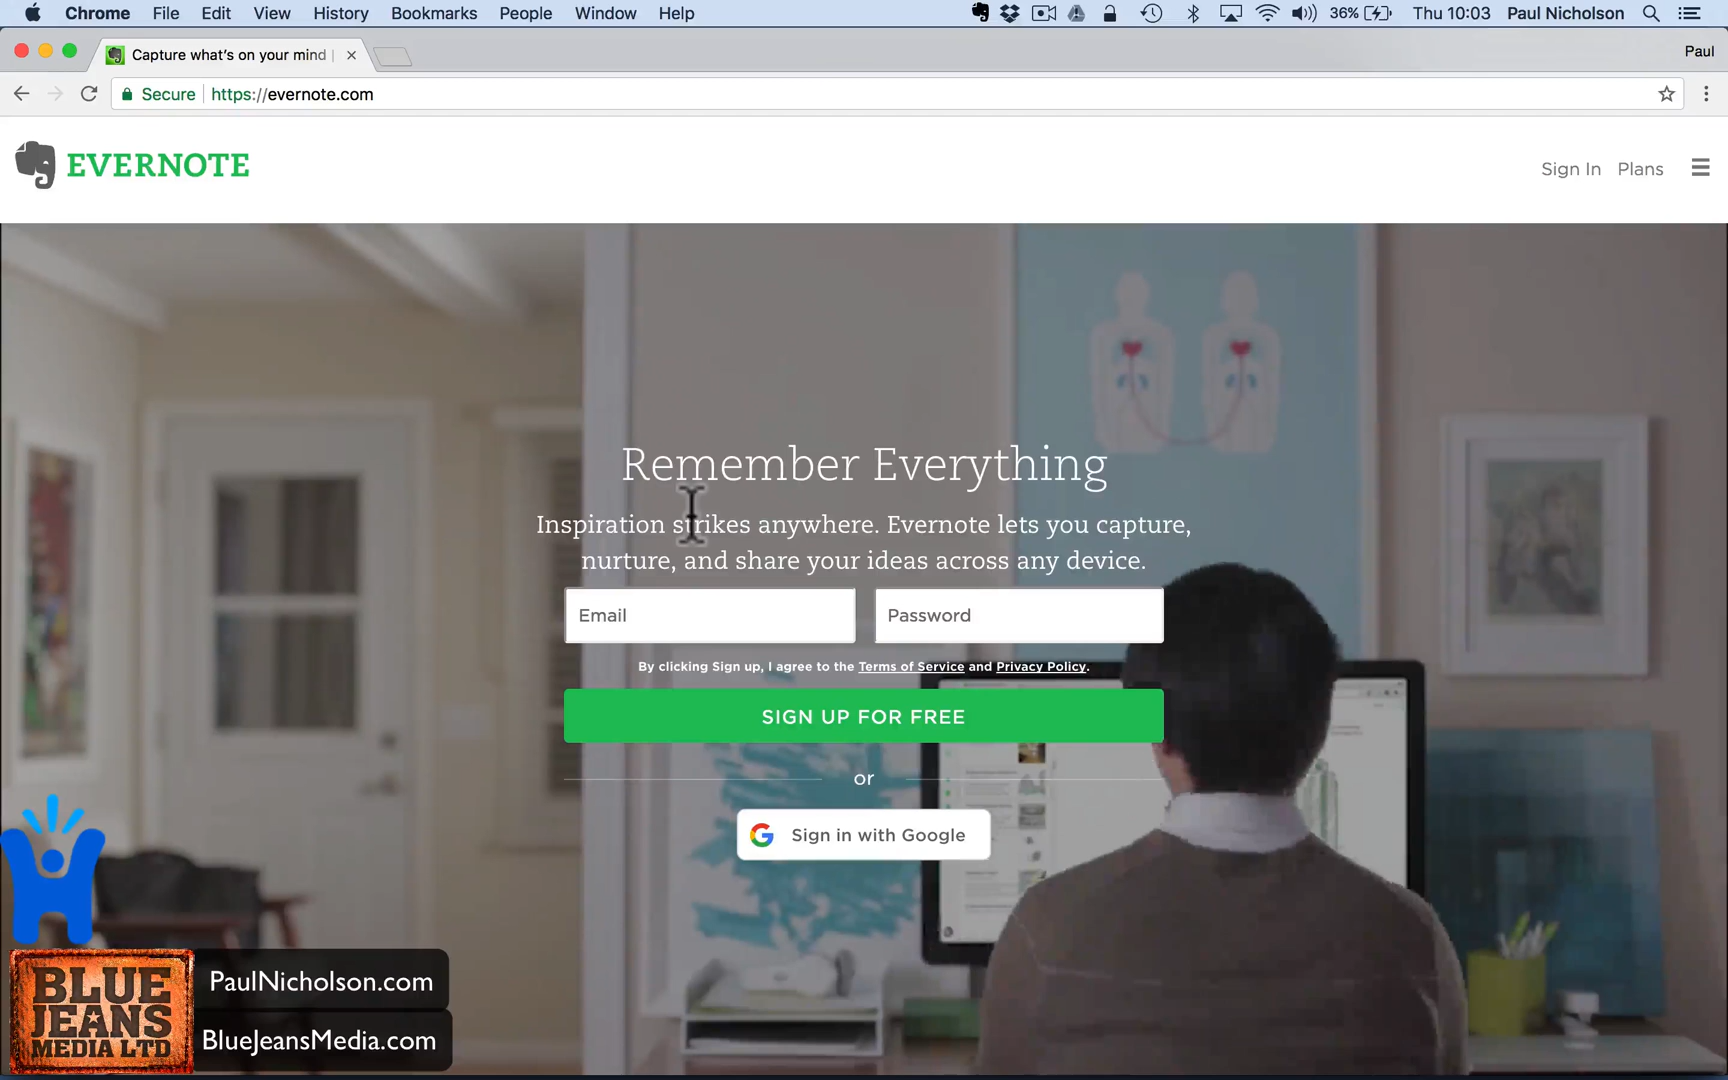 Chrome File Edit View History Bookmarks People Window Help 36% Thu 10:03 Paul Nicholson
Capture what's on your mind | Paul
Secure https://evernote.com
EVERNOTE Sign In Plans
Remember Everything
Inspiration strikes anywhere. Evernote lets you capture,
nurture, and share your ideas across any device.
Email Password
By clicking Sign up, I agree to the Terms of Service and Privacy Policy.
SIGN UP FOR FREE
or
Sign in with Google
BLUE
JEANS
MEDIA LTD
PaulNicholson.com
BlueJeansMedia.com